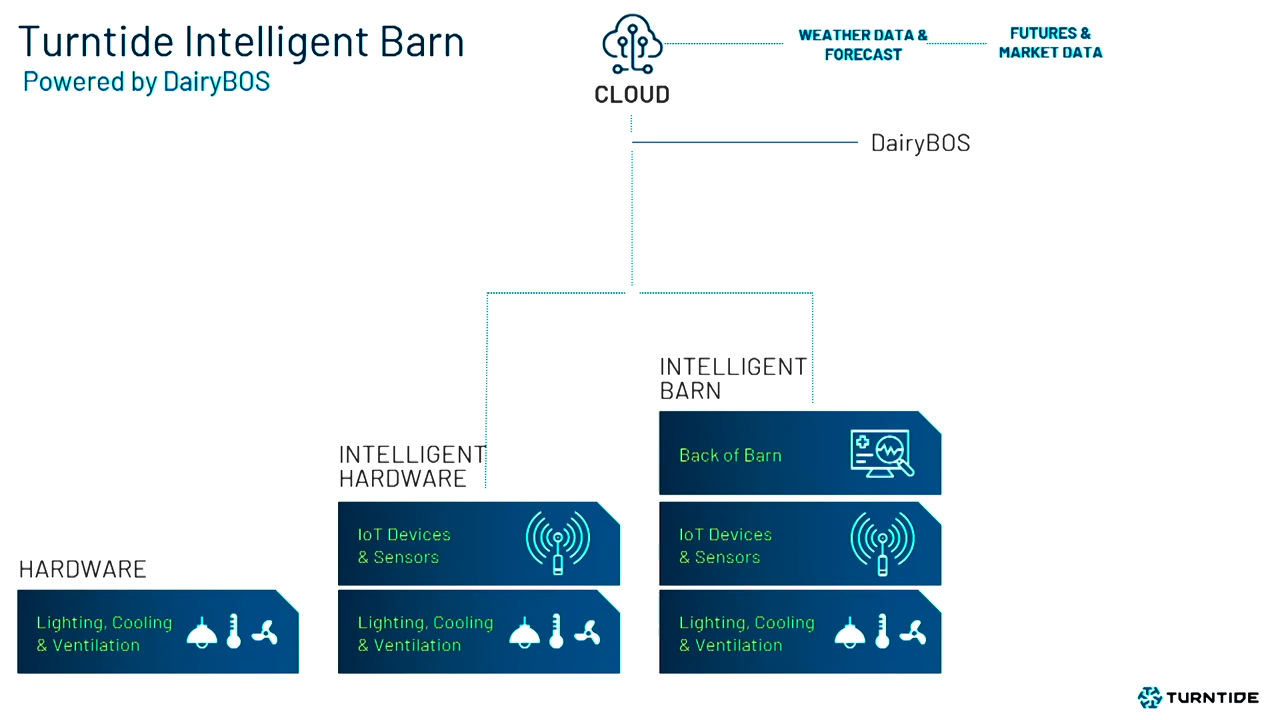 Turntide Intelligent Barn
Powered by DairyBOS
CLOUD
WEATHER DATA &
FORECAST
FUTURES &
MARKET DATA
DairyBOS
INTELLIGENT
BARN
Back of Barn
INTELLIGENT
HARDWARE
IoT Devices
& Sensors
IoT Devices
& Sensors
HARDWARE
Lighting, Cooling
& Ventilation
Lighting, Cooling
& Ventilation
Lighting, Cooling
& Ventilation
TURNTIDE